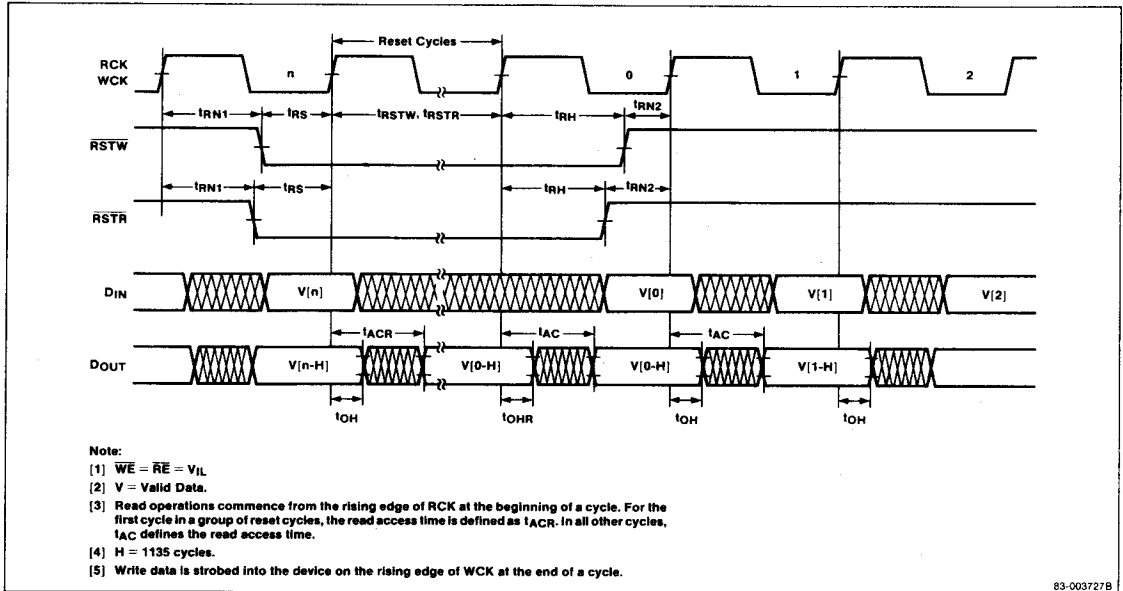 Reset Cycles
RCK
WCK
n
0
1
2
tRN1
tRS
tRSTW, tRSTR
tRH
tRN2
RSTW
tRN1
tRS
tRH
tRN2
RSTR
DIN
V[n]
V[0]
V[1]
V[2]
tACR
tAC
tAC
DOUT
V[n-H]
V[0-H]
V[0-H]
V[1-H]
tOH
tOHR
tOH
tOH
Note:
[1] WE = RE = VIL
[2] V = Valid Data.
[3] Read operations commence from the rising edge of RCK at the beginning of a cycle. For the
first cycle in a group of reset cycles, the read access time is defined as tACR. In all other cycles,
tAC defines the read access time.
[4] H = 1135 cycles.
[5] Write data is strobed into the device on the rising edge of WCK at the end of a cycle.
83-003727B